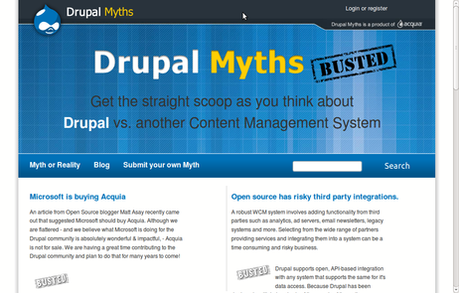 Drupal Myths
Login or register
Drupal Myths is a product of ACQUIA
Drupal Myths BUSTED
Get the straight scoop as you think about
Drupal vs. another Content Management System
Myth or Reality Blog Submit your own Myth Search
Microsoft is buying Acquia
An article from Open Source blogger Matt Asay recently came
out that suggested Microsoft should buy Acquia. Although we
are flattered - and we believe what Microsoft is doing for the
Drupal community is absolutely wonderful & impactful, - Acquia
is not for sale. We are having a great time contributing to the
Drupal community and plan to do that for many years to come!
BUSTED
Open source has risky third party integrations.
A robust WCM system involves adding functionality from third
parties such as analytics, ad servers, email newsletters, legacy
systems and more. Selecting from the wide range of partners
providing services and integrating them into a system can be a
time consuming and risky business.
BUSTED
Drupal supports open, API-based integration
with any system that supports the same for it's
data access. Because Drupal has been